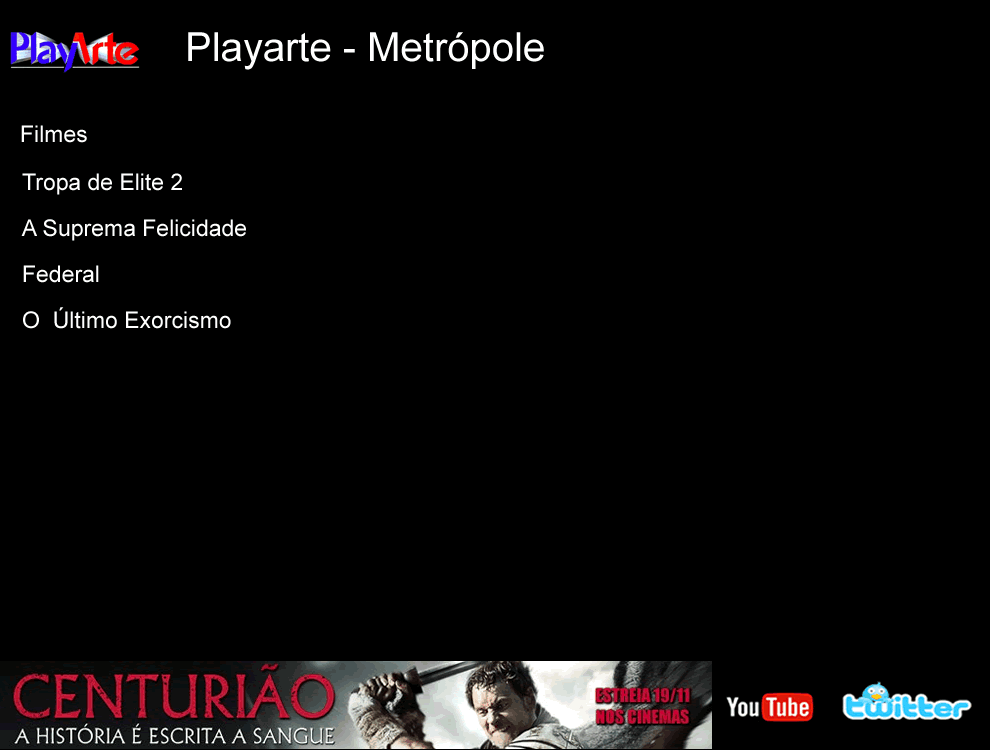 PlayArte
Playarte - Metrópole
Filmes
Tropa de Elite 2
A Suprema Felicidade
Federal
O Último Exorcismo
CENTURIÃO
A HISTÓRIA É ESCRITA A SANGUE
ESTREIA 19/11
NOS CINEMAS
YouTube
twitter